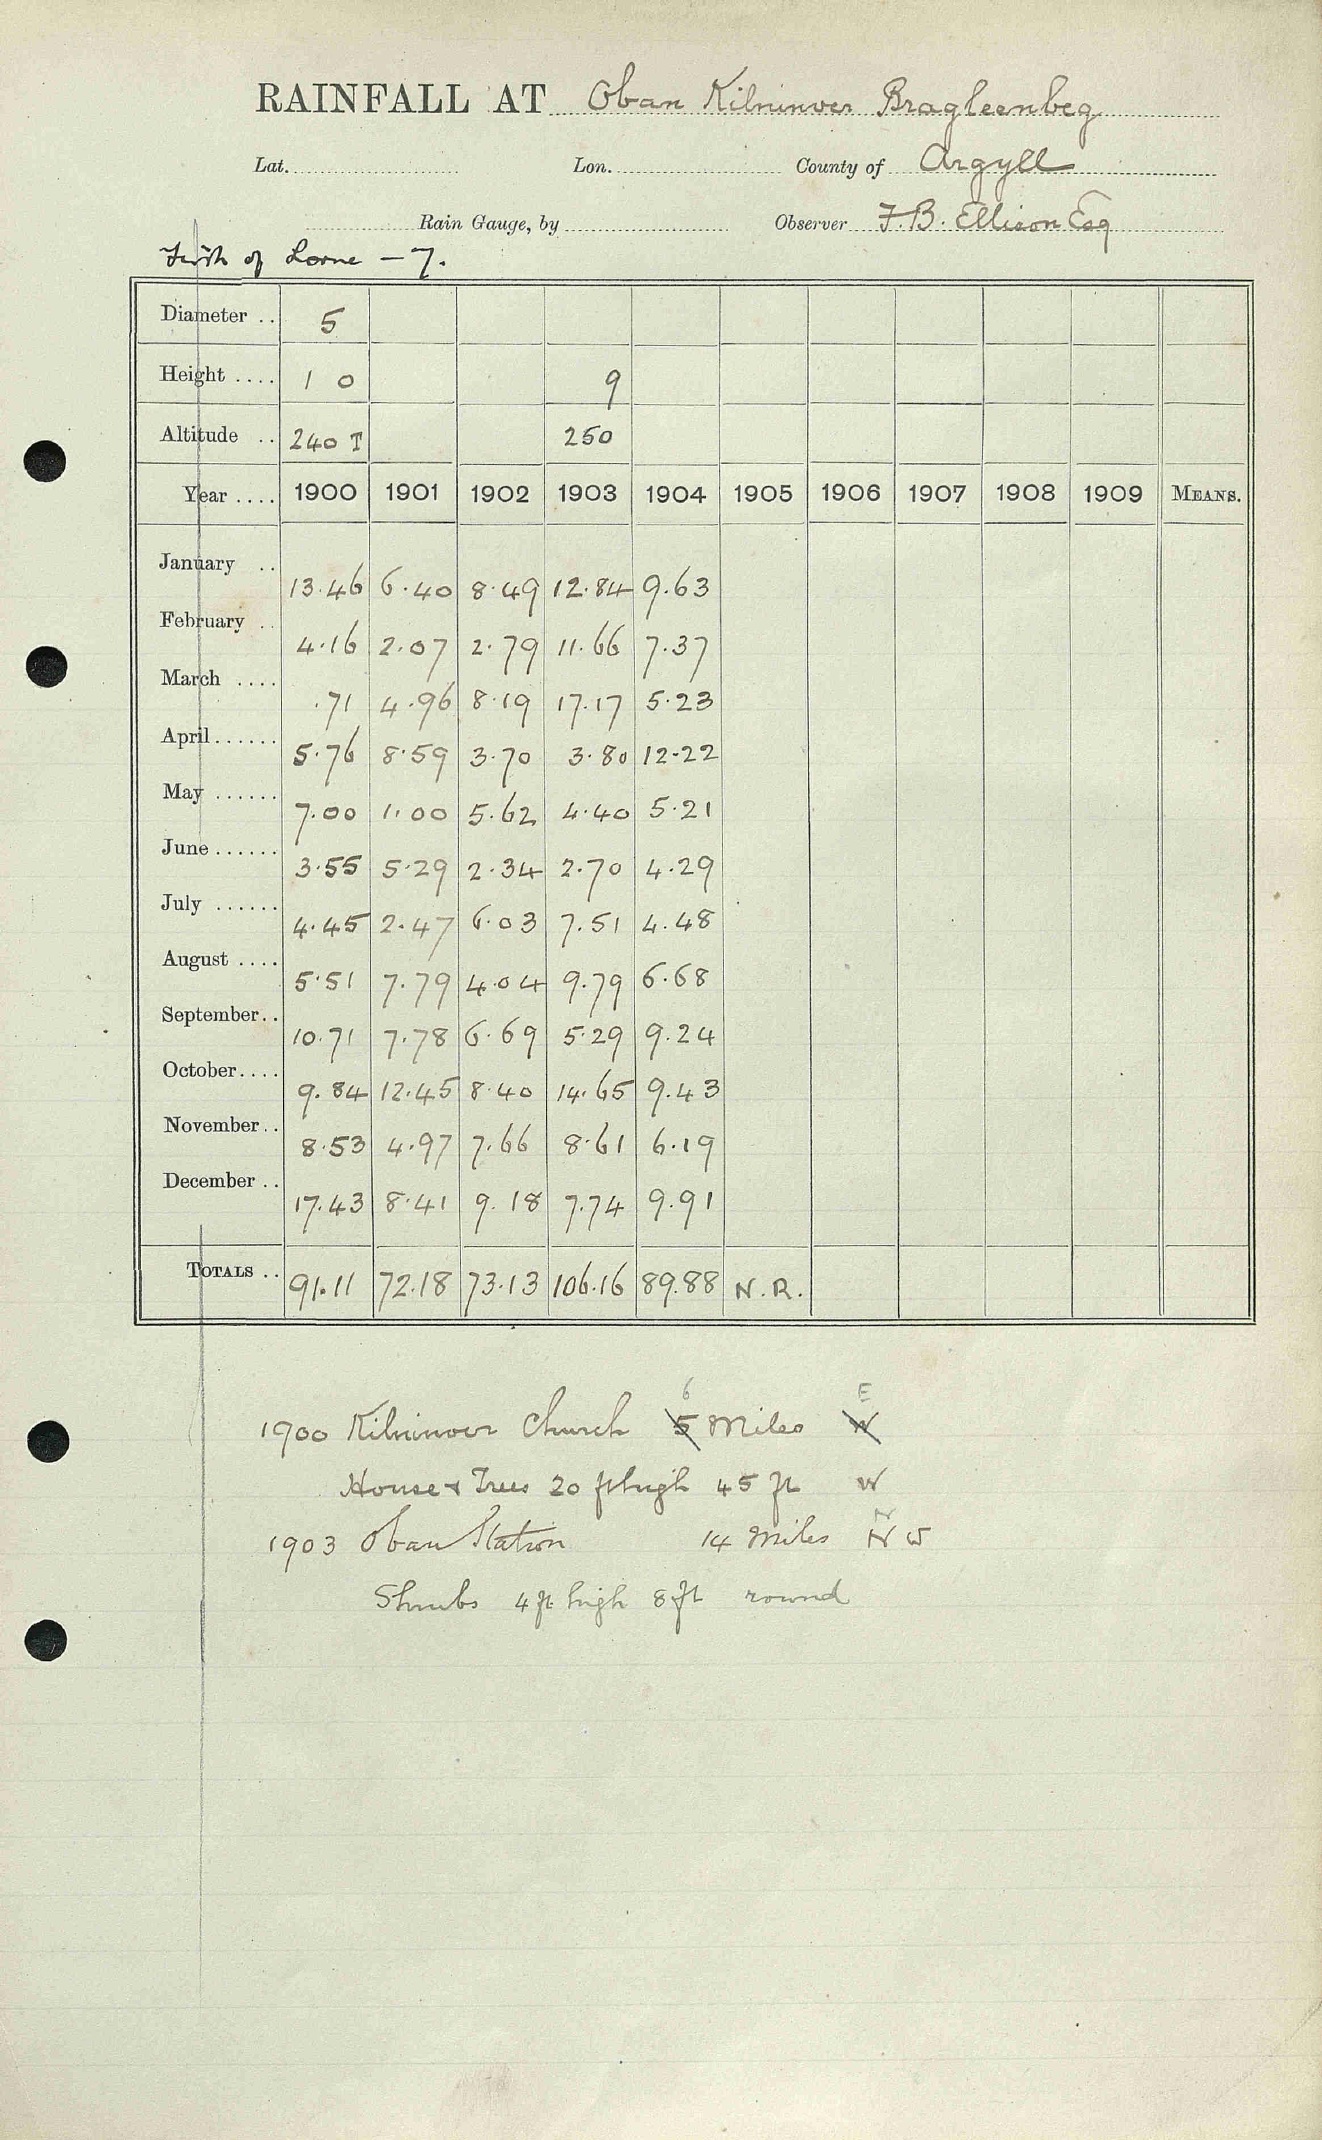 RAINFALL AT Oban Kilninver Bragleenbeg
Lat. Lon. County of Argyll
Rain Gauge, by Observer F. B. Ellison Esq
Firth of Lorne - 7.
Diameter .. 5
Height .... 1 0 9
Altitude .. 240 T 250
Year .... 1900 1901 1902 1903 1904 1905 1906 1907 1908 1909 MEANS.
January .. 13.46 6.40 8.49 12.84 9.63
February .. 4.16 2.07 2.79 11.66 7.37
March .... .71 4.96 8.19 17.17 5.23
April...... 5.76 8.59 3.70 3.80 12.22
May ...... 7.00 1.00 5.62 4.40 5.21
June...... 3.55 5.29 2.34 2.70 4.29
July ...... 4.45 2.47 6.03 7.51 4.48
August .... 5.51 7.79 4.04 9.79 6.68
September.. 10.71 7.78 6.69 5.29 9.24
October.... 9.84 12.45 8.40 14.65 9.43
November.. 8.53 4.97 7.66 8.61 6.19
December .. 17.43 8.41 9.18 7.74 9.91
TOTALS .. 91.11 72.18 73.13 106.16 89.88 N.R.
6 E
1900 Kilninver Church 5 Miles W
House & Trees 20 ft high 45 ft W
N
1903 Oban Station 14 Miles N W
Shrubs 4 ft high 8 ft round